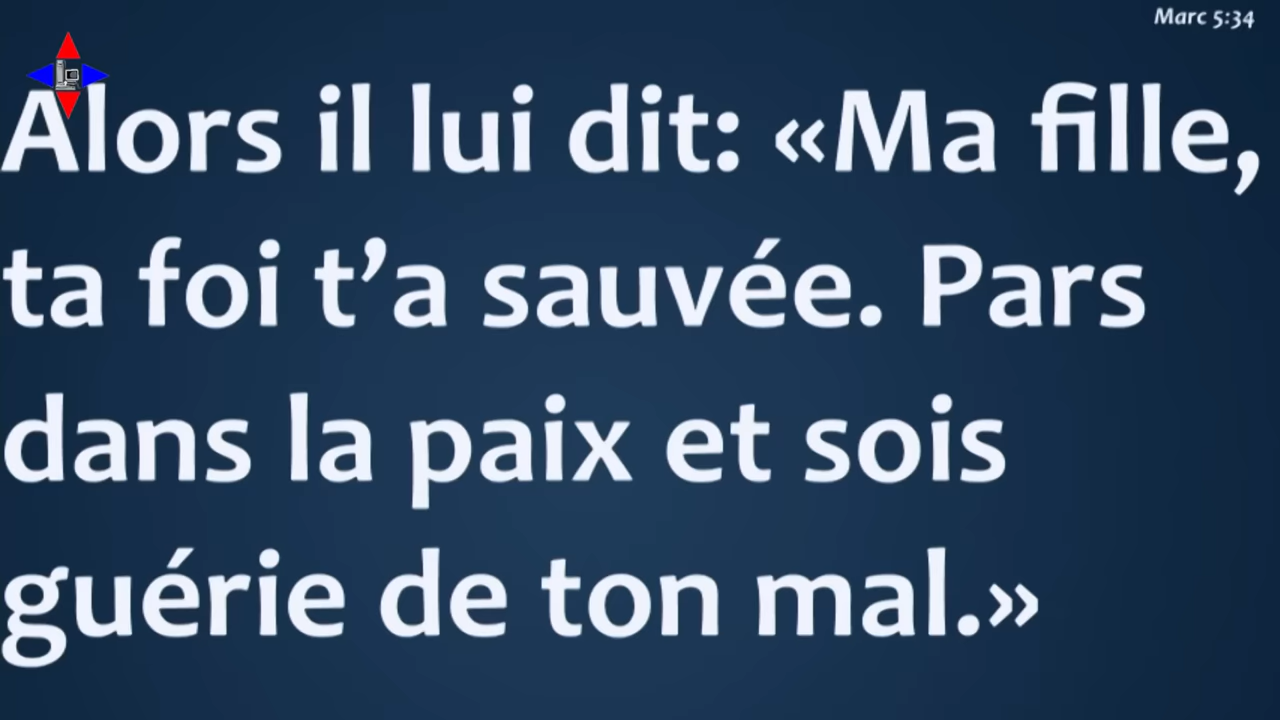 Marc 5:34
Alors il lui dit: «Ma fille,
ta foi t’a sauvée. Pars
dans la paix et sois
guérie de ton mal.»